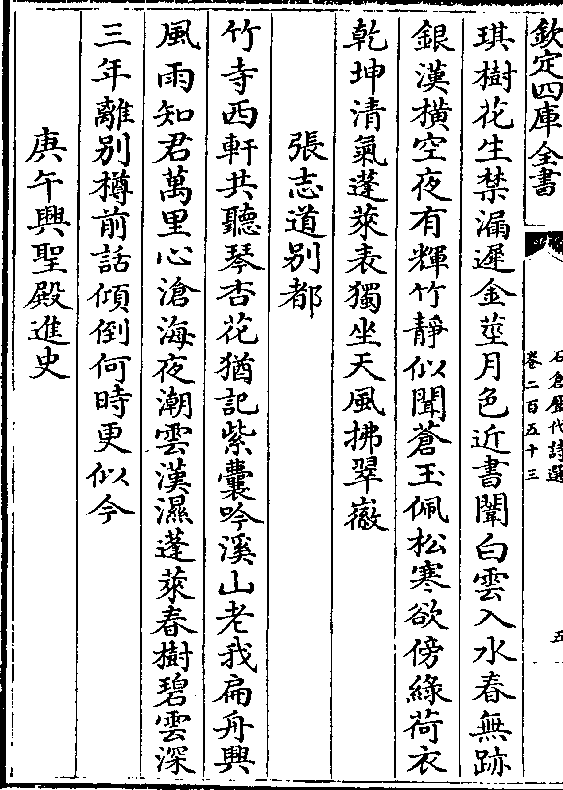 欽定四庫全書
石倉歷代詩選
卷二百五十三
五
琪樹花生禁漏遲金莖月色近書闈白雲入水春無跡
銀漢橫空夜有輝竹靜似聞蒼玉佩松寒欲傍綠荷衣
乾坤清氣蓬萊表獨坐天風拂翠嶶
張志道别都
竹寺西軒共聽琴杏花猶記紫囊吟溪山老我扁舟興
風雨知君萬里心滄海夜潮雲漢濕蓬萊春樹碧雲深
三年離别樽前話傾倒何時更似今
庚午興聖殿進史